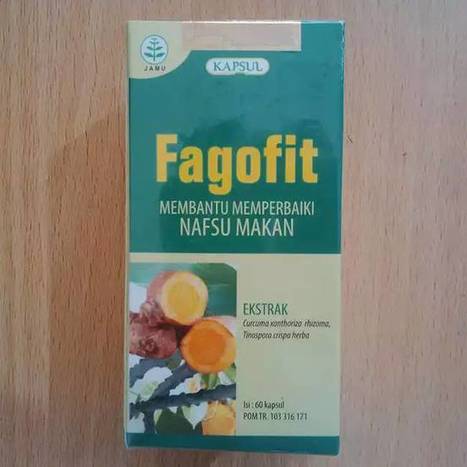 JAMU
KAPSUL
Fagofit
MEMBANTU MEMPERBAIKI
NAFSU MAKAN
EKSTRAK
Curcuma xanthoriza rhizoma,
Tinospora crispa herba
Isi : 60 kapsul
POM TR. 103 316 171